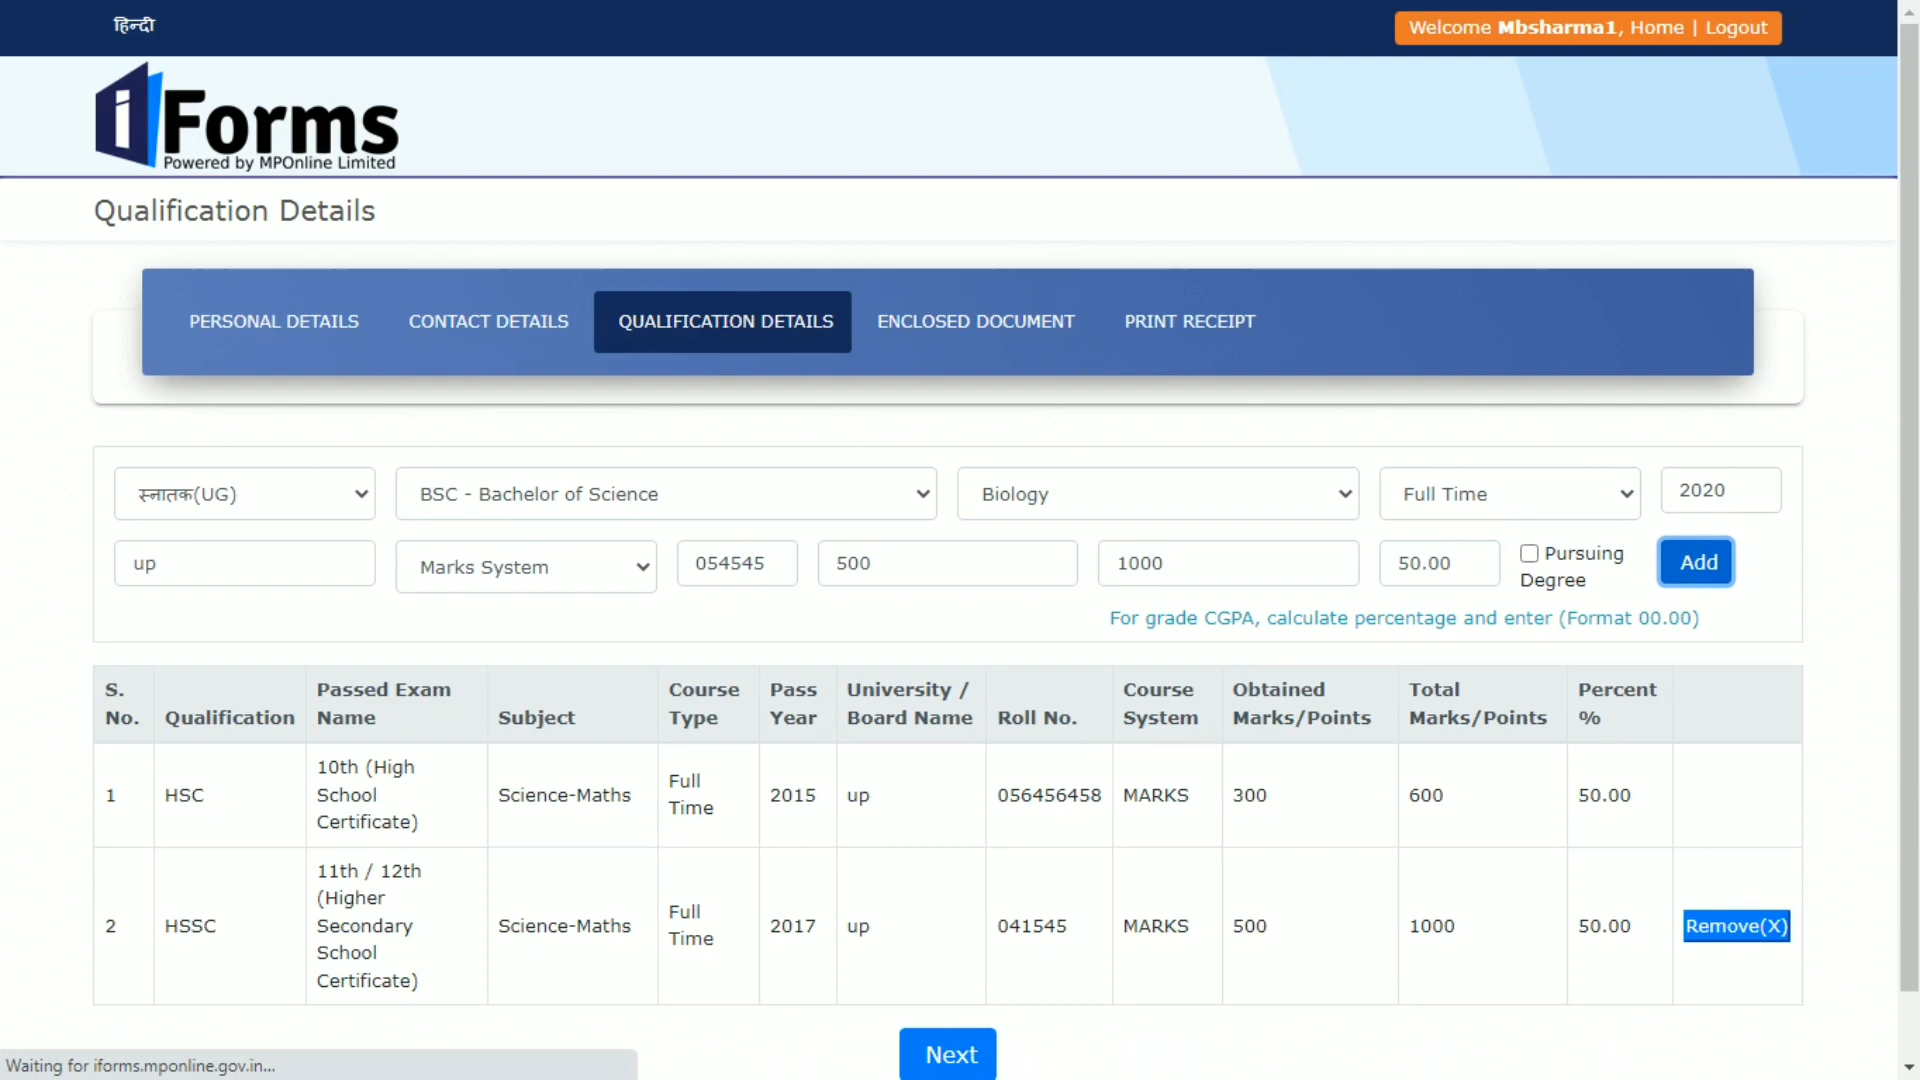 हिन्दी
Welcome Mbsharma1, Home | Logout
iForms
Powered by MPOnline Limited
Qualification Details
PERSONAL DETAILS CONTACT DETAILS QUALIFICATION DETAILS ENCLOSED DOCUMENT PRINT RECEIPT
स्नातक(UG) BSC - Bachelor of Science Biology Full Time 2020
up Marks System 054545 500 1000 50.00 Pursuing Degree Add
For grade CGPA, calculate percentage and enter (Format 00.00)
S. No. Qualification Passed Exam Name Subject Course Type Pass Year University / Board Name Roll No. Course System Obtained Marks/Points Total Marks/Points Percent %
1 HSC 10th (High School Certificate) Science-Maths Full Time 2015 up 056456458 MARKS 300 600 50.00
2 HSSC 11th / 12th (Higher Secondary School Certificate) Science-Maths Full Time 2017 up 041545 MARKS 500 1000 50.00 Remove(X)
Next
Waiting for iforms.mponline.gov.in...